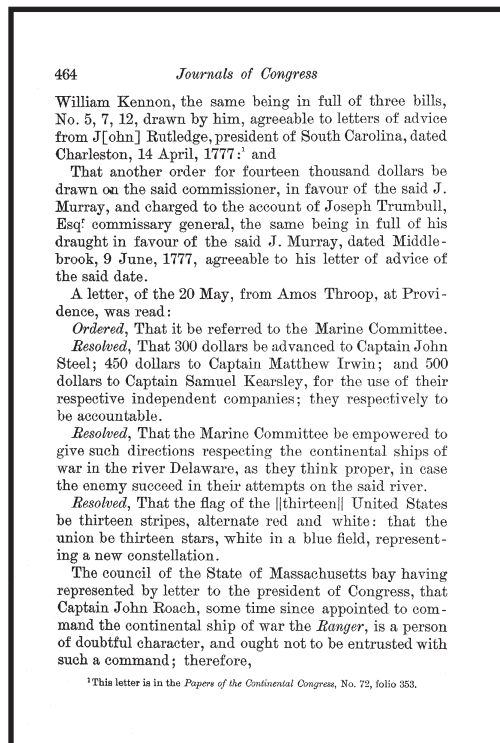 464 Journals of Congress
William Kennon, the same being in full of three bills,
No. 5, 7, 12, drawn by him, agreeable to letters of advice
from J[ohn] Rutledge, president of South Carolina, dated
Charleston, 14 April, 1777:¹ and
That another order for fourteen thousand dollars be
drawn on the said commissioner, in favour of the said J.
Murray, and charged to the account of Joseph Trumbull,
Esqr commissary general, the same being in full of his
draught in favour of the said J. Murray, dated Middle-
brook, 9 June, 1777, agreeable to his letter of advice of
the said date.
A letter, of the 20 May, from Amos Throop, at Provi-
dence, was read:
Ordered, That it be referred to the Marine Committee.
Resolved, That 300 dollars be advanced to Captain John
Steel; 450 dollars to Captain Matthew Irwin; and 500
dollars to Captain Samuel Kearsley, for the use of their
respective independent companies; they respectively to
be accountable.
Resolved, That the Marine Committee be empowered to
give such directions respecting the continental ships of
war in the river Delaware, as they think proper, in case
the enemy succeed in their attempts on the said river.
Resolved, That the flag of the ||thirteen|| United States
be thirteen stripes, alternate red and white: that the
union be thirteen stars, white in a blue field, represent-
ing a new constellation.
The council of the State of Massachusetts bay having
represented by letter to the president of Congress, that
Captain John Roach, some time since appointed to com-
mand the continental ship of war the Ranger, is a person
of doubtful character, and ought not to be entrusted with
such a command; therefore,
¹ This letter is in the Papers of the Continental Congress, No. 72, folio 353.